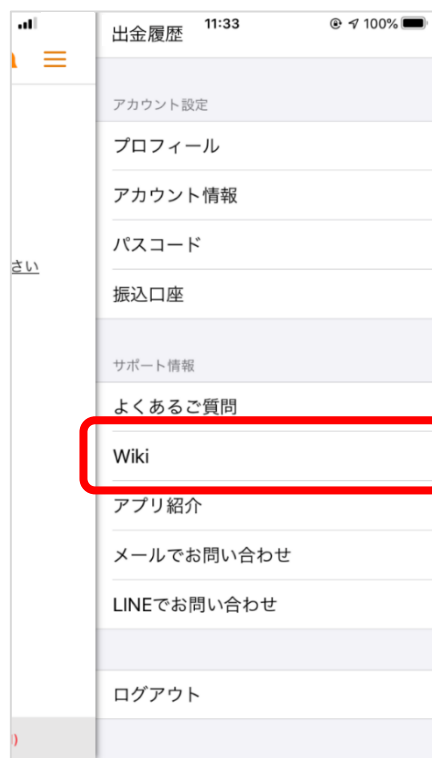 11:33
100%
出金履歴
アカウント設定
プロフィール
アカウント情報
パスコード
さい
振込口座
サポート情報
よくあるご質問
Wiki
アプリ紹介
メールでお問い合わせ
LINEでお問い合わせ
ログアウト
)